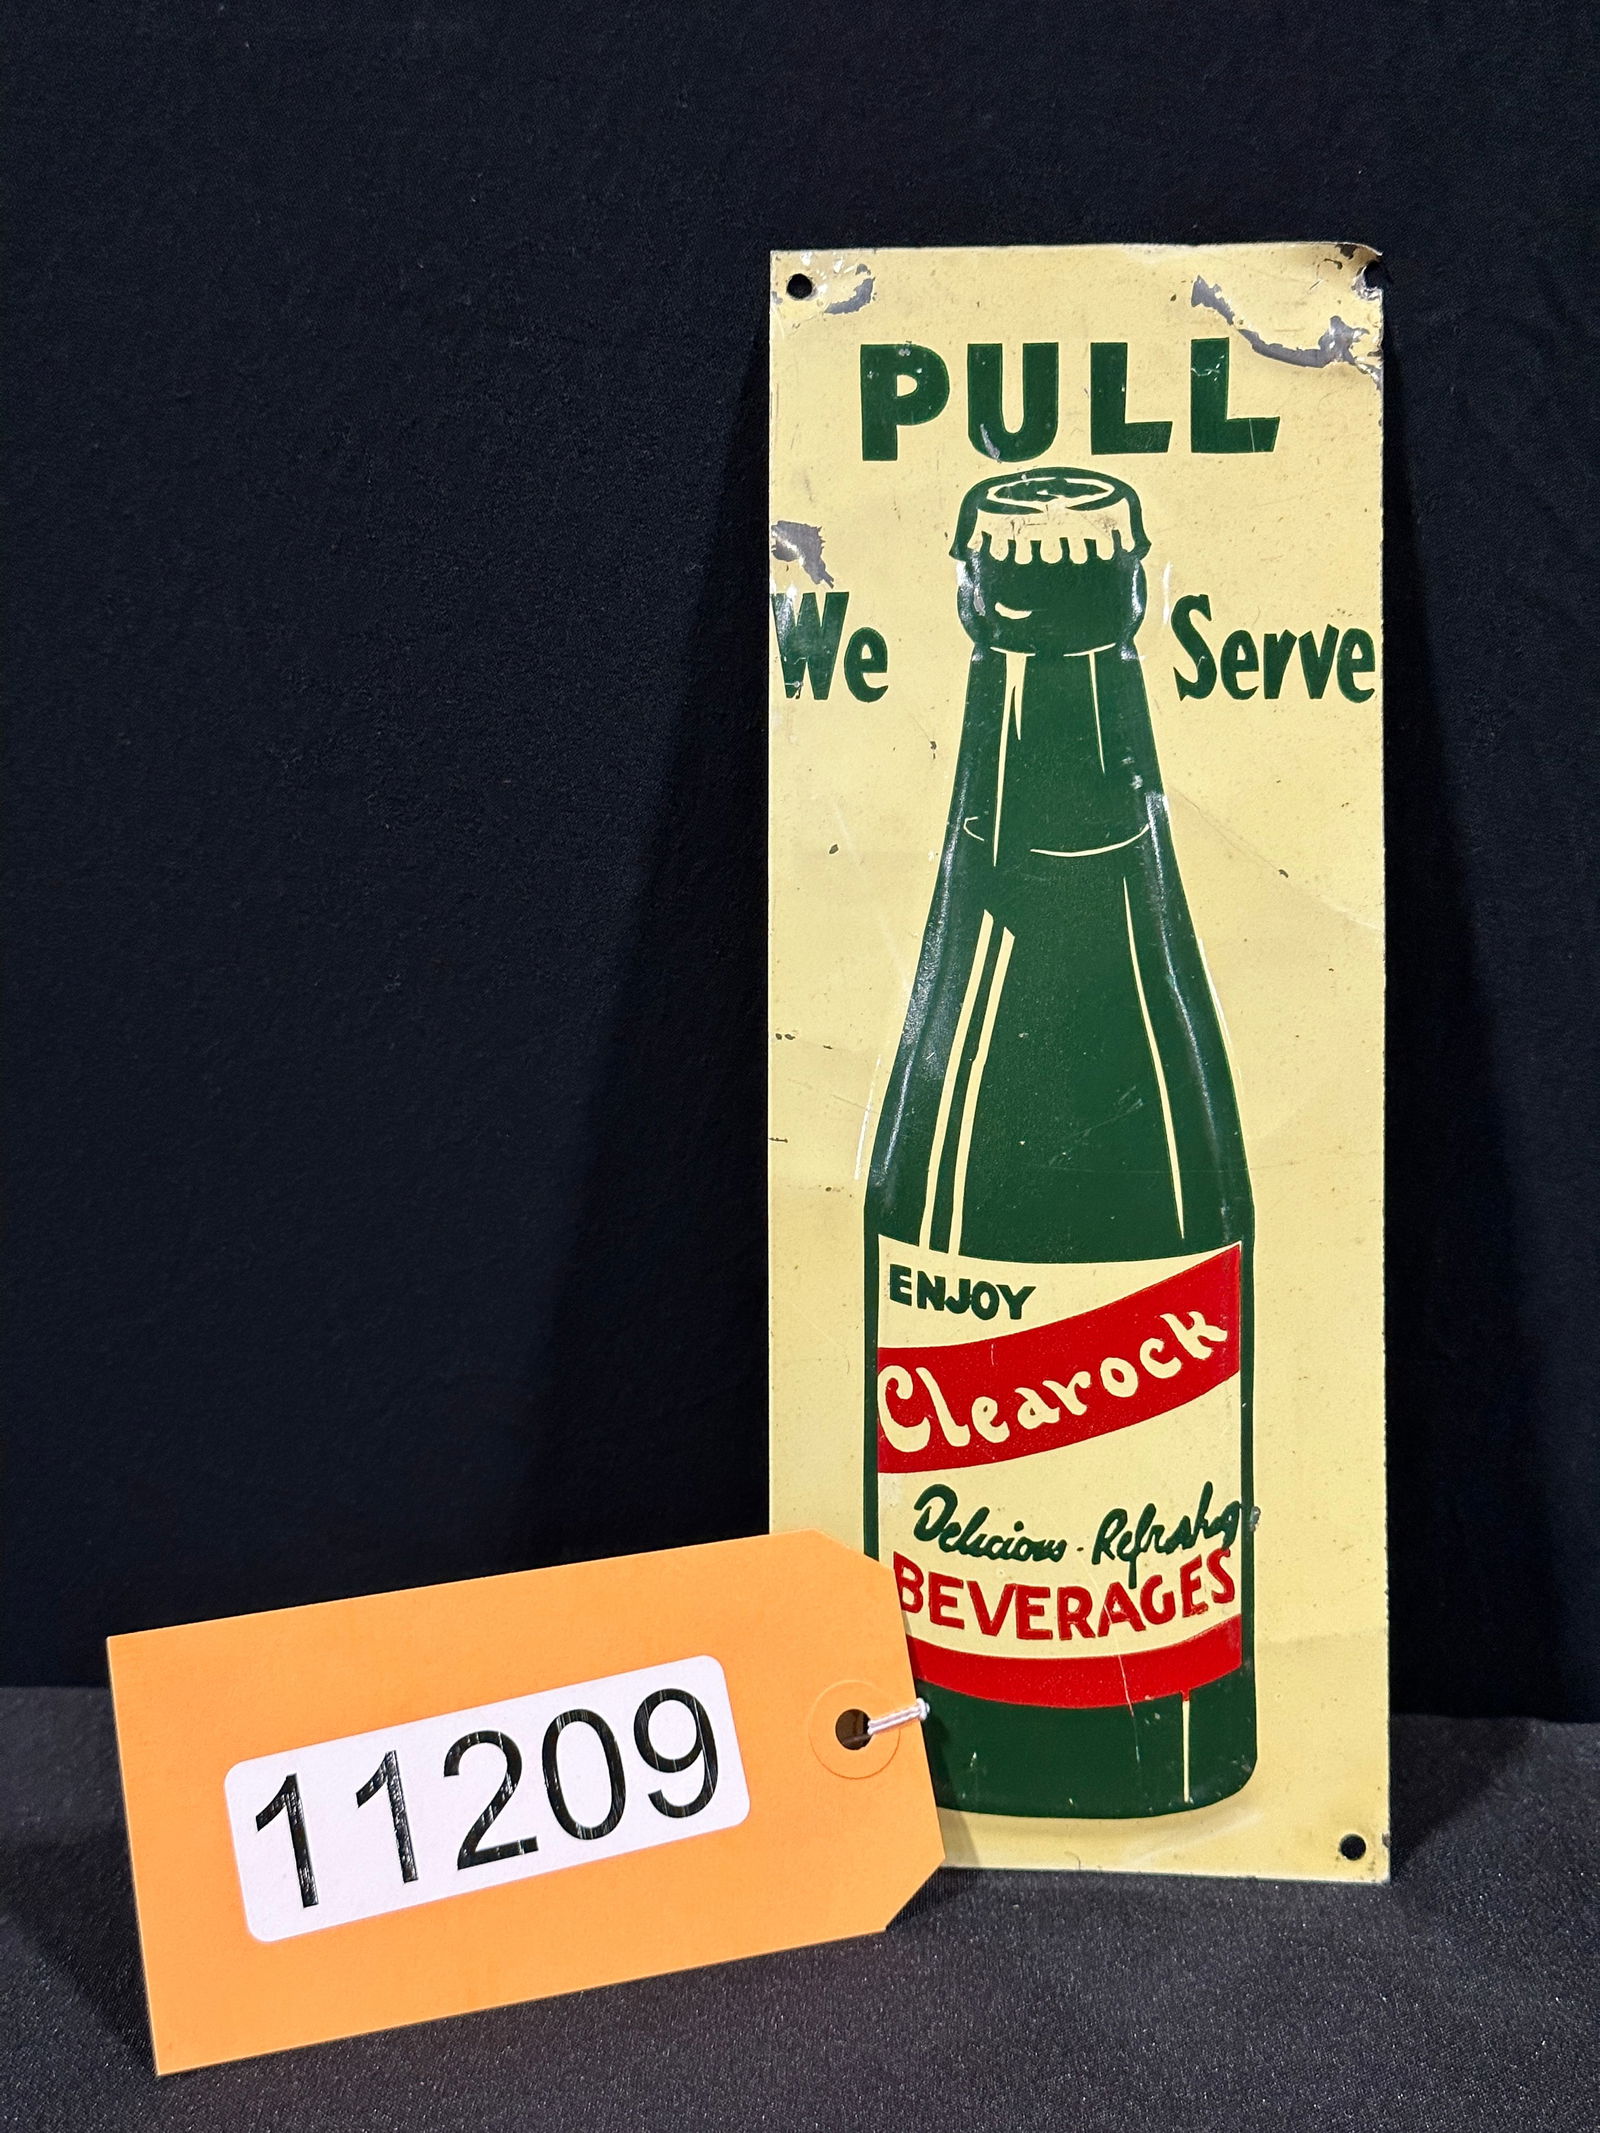 PULL
We Serve
ENJOY
Clearock
Delicious - Refreshing
BEVERAGES
11209